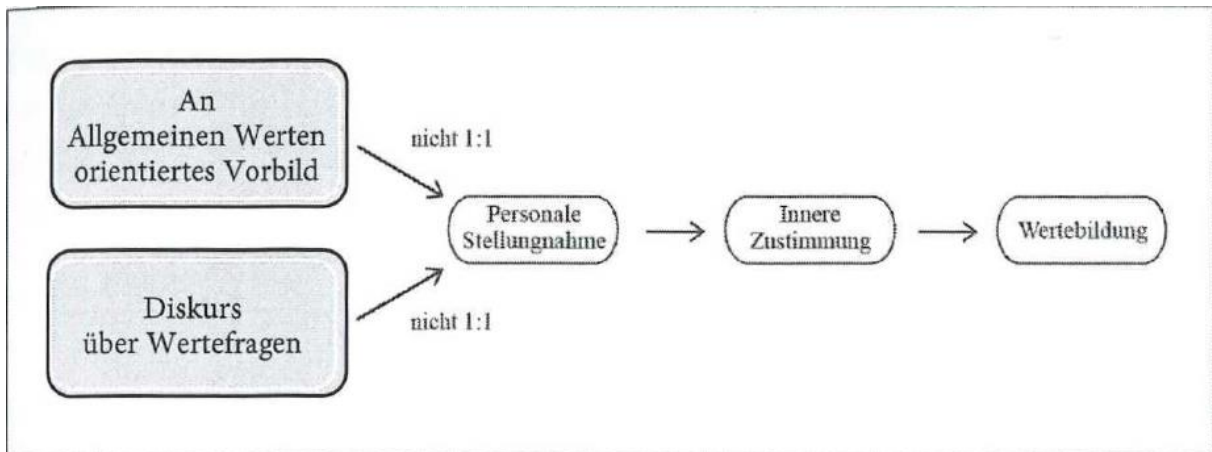 An
Allgemeinen Werten
orientiertes Vorbild
nicht 1:1
Personale
Stellungnahme
Innere
Zustimmung
Wertebildung
Diskurs
über Wertefragen
nicht 1:1